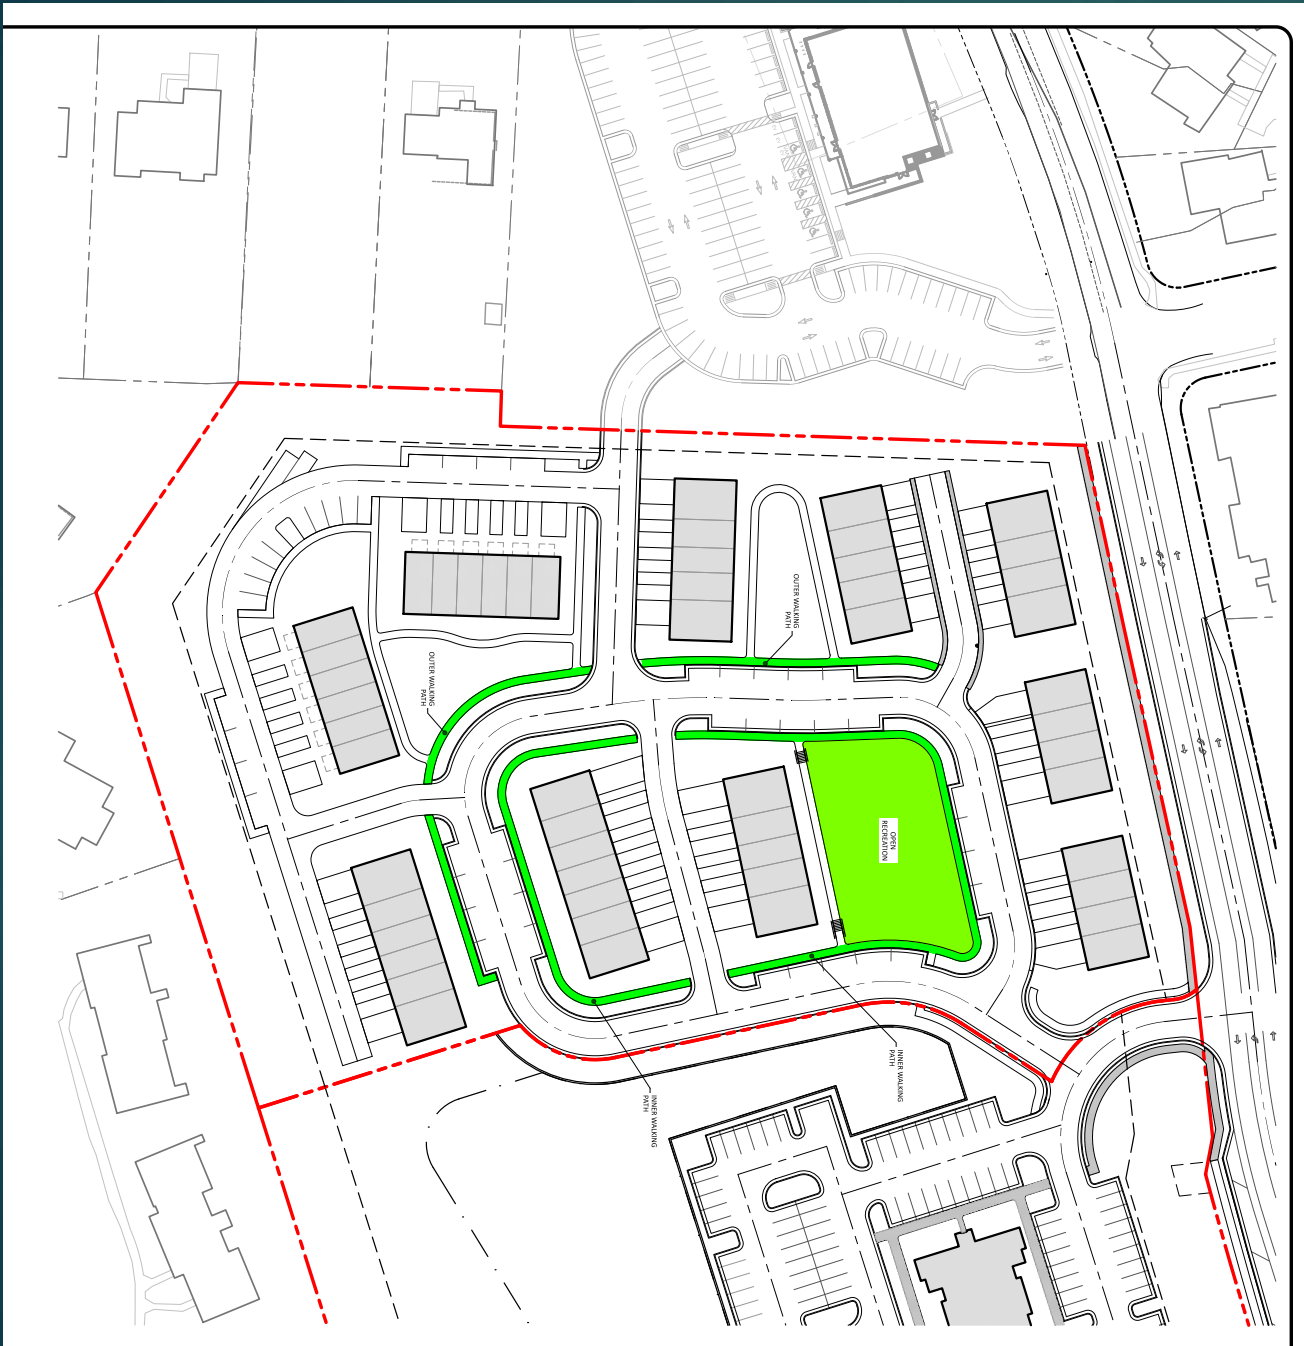 OUTER WALKING
PATH
OUTER WALKING
PATH
OPEN
RECREATION
INNER WALKING
PATH
INNER WALKING
PATH